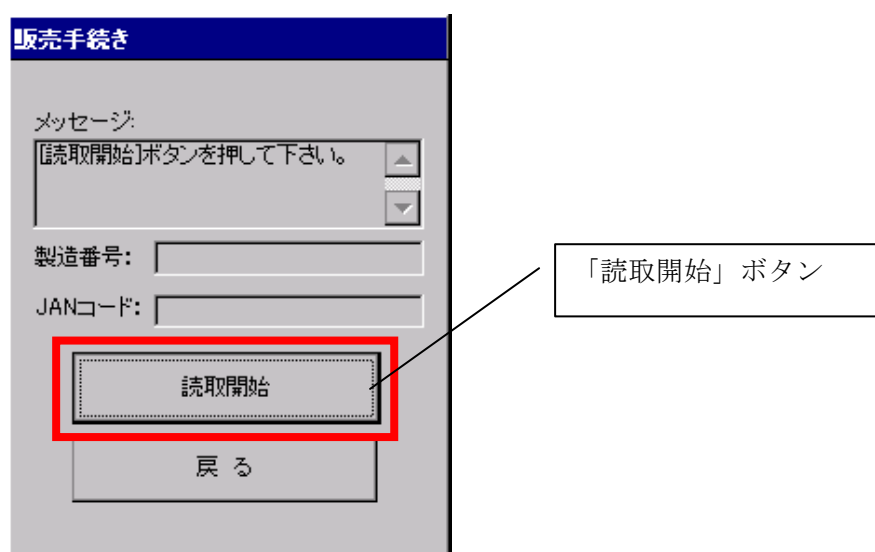 販売手続き
メッセージ:
[読取開始]ボタンを押して下さい。
製造番号:
JANコード:
「読取開始」ボタン
読取開始
戻 る